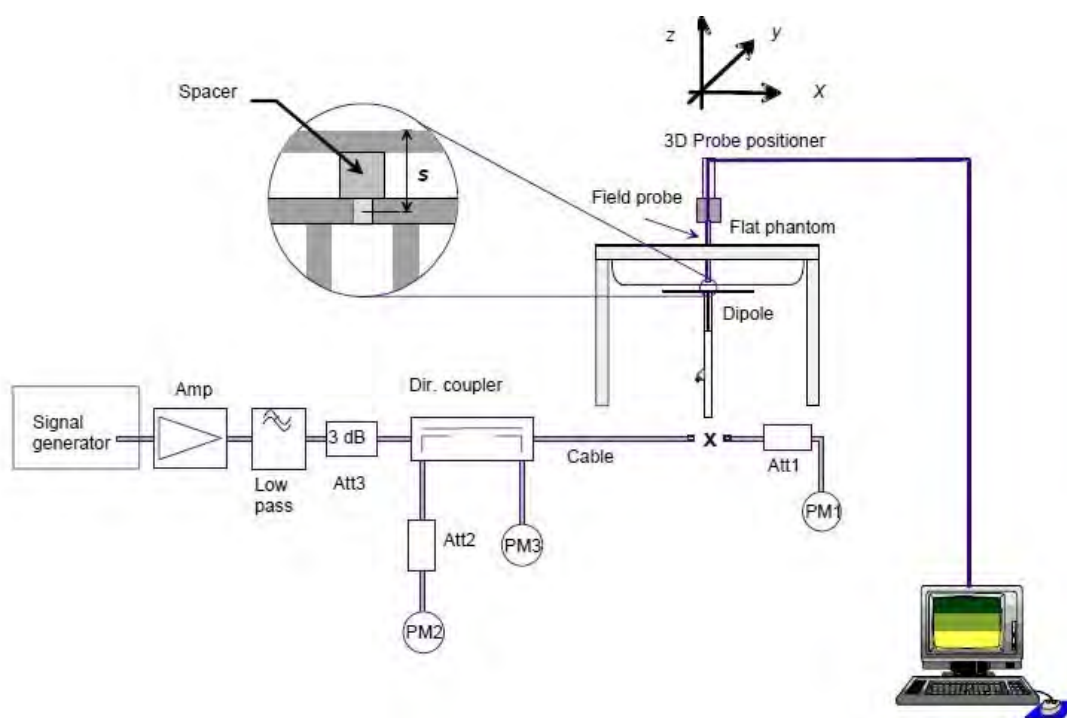 z
y
x
Spacer
s
3D Probe positioner
Field probe
Flat phantom
Dipole
Dir. coupler
Amp
Signal
generator
3 dB
Cable
Att1
Low
pass
Att3
PM1
Att2
PM3
PM2
x